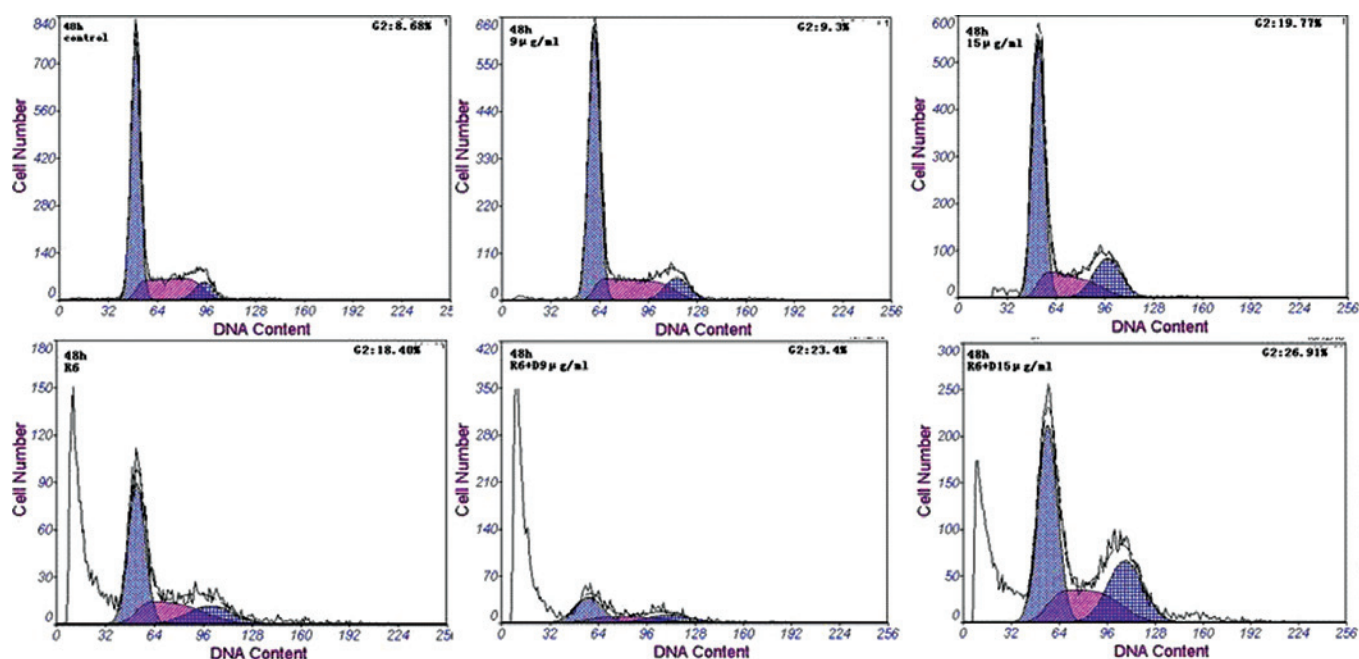 48h
control
G2:8.68%
840
700
560
420
280
140
0
Cell Number
0 32 64 96 128 160 192 224 25
DNA Content
48h
9μg/ml
G2:9.3%
660
550
440
330
220
110
0
Cell Number
0 32 64 96 128 160 192 224 256
DNA Content
48h
15μg/ml
G2:19.77%
600
500
400
300
200
100
0
Cell Number
0 32 64 96 128 160 192 224 256
DNA Content
48h
R6
G2:18.40%
180
150
120
90
60
30
0
Cell Number
0 32 64 96 128 160 192 224 25
DNA Content
48h
R6+D9μg/ml
G2:23.4%
420
350
280
210
140
70
0
Cell Number
0 32 64 96 128 160 192 224 256
DNA Content
48h
R6+D15μg/ml
G2:26.91%
300
250
200
150
100
50
0
Cell Number
0 32 64 96 128 160 192 224 256
DNA Content